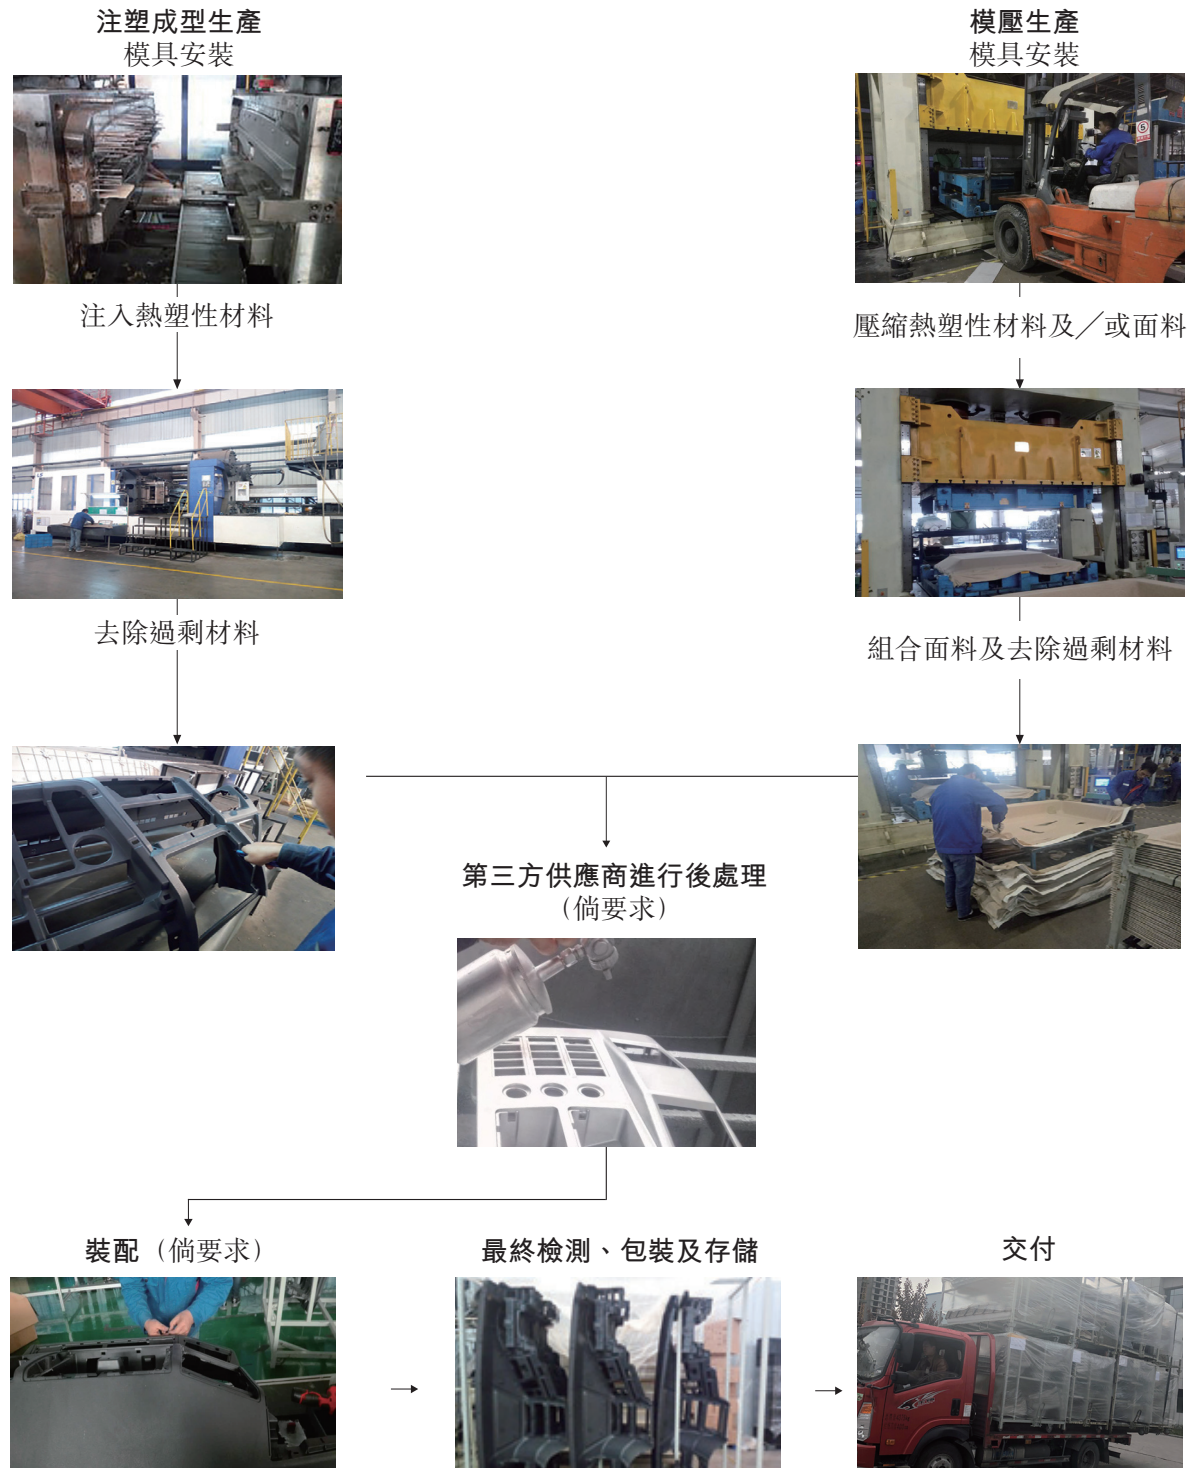 注塑成型生產
模具安裝
模壓生產
模具安裝
注入熱塑性材料
壓縮熱塑性材料及／或面料
去除過剩材料
組合面料及去除過剩材料
第三方供應商進行後處理
（倘要求）
裝配（倘要求）
最終檢測、包裝及存儲
交付